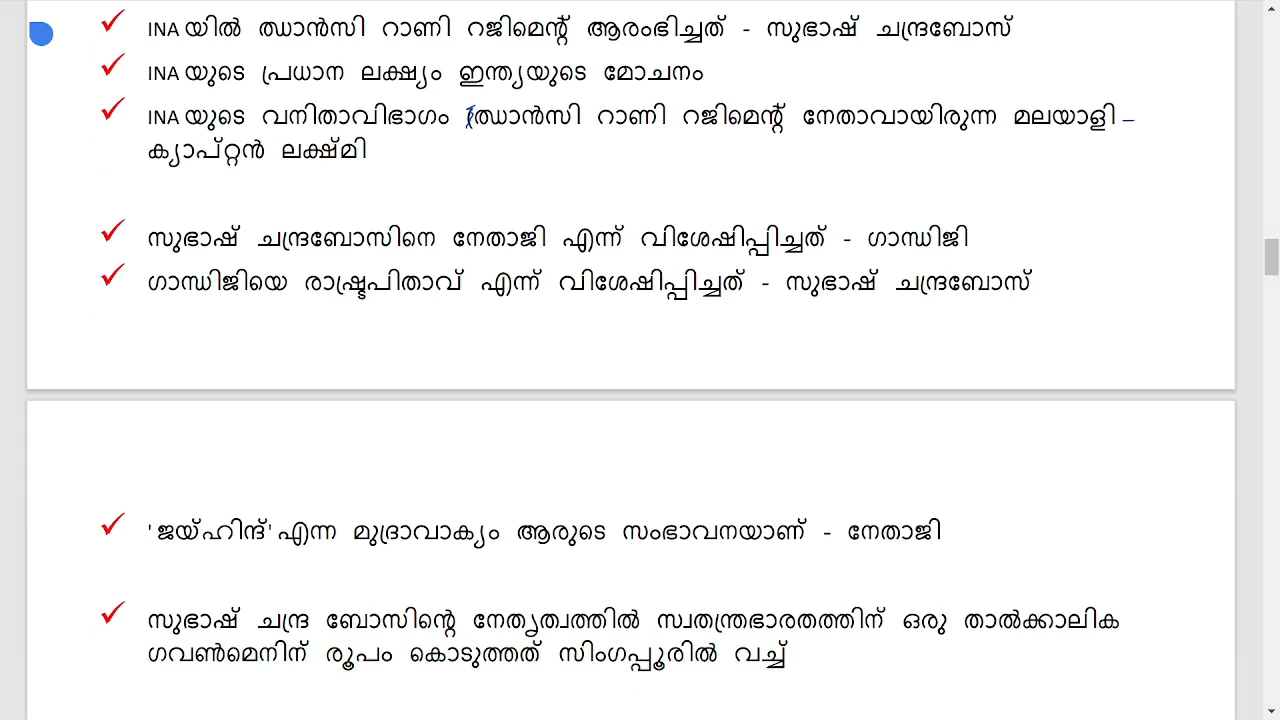 INA യിൽ ഝാൻസി റാണി റജിമെന്റ് ആരംഭിച്ചത് - സുഭാഷ് ചന്ദ്രബോസ്
INA യുടെ പ്രധാന ലക്ഷ്യം ഇന്ത്യയുടെ മോചനം
INA യുടെ വനിതാവിഭാഗം (ഝാൻസി റാണി റജിമെന്റ് നേതാവായിരുന്ന മലയാളി –
ക്യാപ്റ്റൻ ലക്ഷ്മി
സുഭാഷ് ചന്ദ്രബോസിനെ നേതാജി എന്ന് വിശേഷിപ്പിച്ചത് - ഗാന്ധിജി
ഗാന്ധിജിയെ രാഷ്ട്രപിതാവ് എന്ന് വിശേഷിപ്പിച്ചത് - സുഭാഷ് ചന്ദ്രബോസ്
'ജയ്ഹിന്ദ്' എന്ന മുദ്രാവാക്യം ആരുടെ സംഭാവനയാണ് - നേതാജി
സുഭാഷ് ചന്ദ്ര ബോസിന്റെ നേതൃത്വത്തിൽ സ്വതന്ത്രഭാരതത്തിന് ഒരു താൽക്കാലിക
ഗവൺമെനിന് രൂപം കൊടുത്തത് സിംഗപ്പൂരിൽ വച്ച്